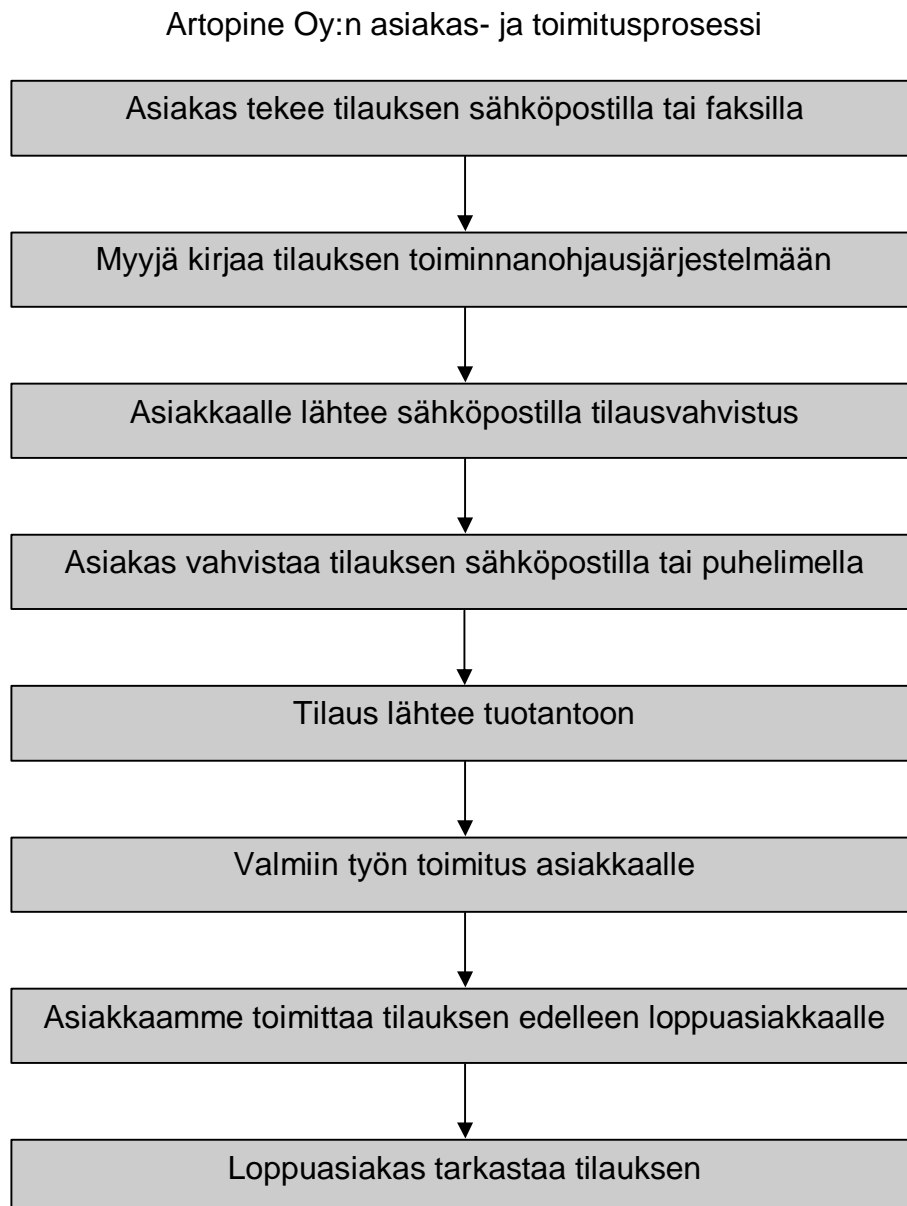 Artopine Oy:n asiakas- ja toimitusprosessi
Asiakas tekee tilauksen sähköpostilla tai faksilla
Myyjä kirjaa tilauksen toiminnanohjausjärjestelmään
Asiakkaalle lähtee sähköpostilla tilausvahvistus
Asiakas vahvistaa tilauksen sähköpostilla tai puhelimella
Tilaus lähtee tuotantoon
Valmiin työn toimitus asiakkaalle
Asiakkaamme toimittaa tilauksen edelleen loppuasiakkaalle
Loppuasiakas tarkastaa tilauksen